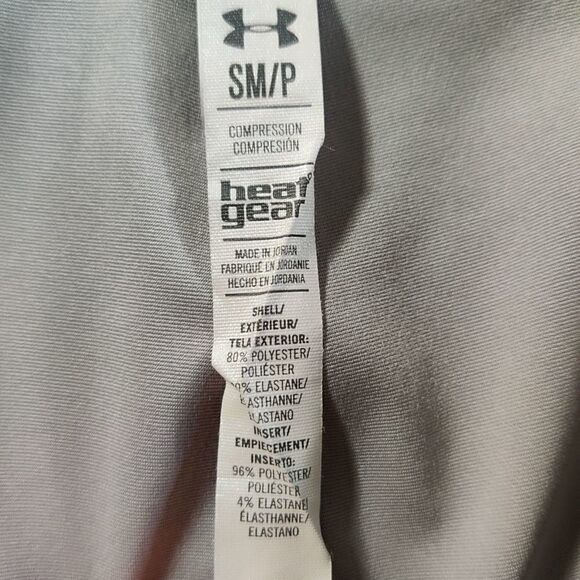 SM/P
COMPRESSION
COMPRESIÓN
heat
gear
MADE IN JORDAN
FABRIQUÉ EN JORDANIE
HECHO EN JORDANIA
SHELL/
EXTÉRIEUR/
TELA EXTERIOR:
80% POLYESTER/
POLIÉSTER
ELASTANE/
ASTHANNE/
ELASTANO
INSERT/
EMPIECEMENT/
INSERTO:
96% POLYESTER/
POLIÉSTER
4% ELASTANE/
ÉLASTHANNE/
ELASTANO